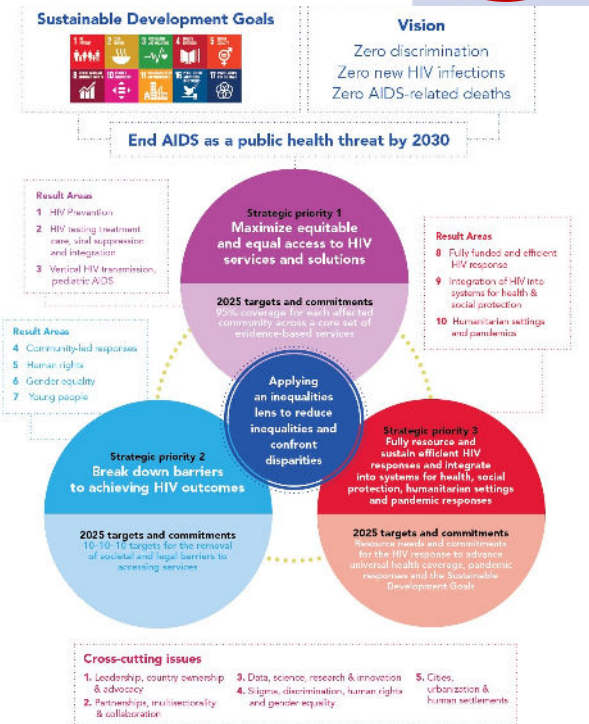 Sustainable Development Goals
Vision
Zero discrimination
Zero new HIV infections
Zero AIDS-related deaths
End AIDS as a public health threat by 2030
Result Areas
1 HIV Prevention
2 HIV testing treatment
care, viral suppression
and integration
3 Vertical HIV transmission,
pediatric AIDS
Strategic priority 1
Maximize equitable
and equal access to HIV
services and solutions
2025 targets and commitments
95% coverage for each affected
community across a core set of
evidence-based services
Result Areas
8 Fully funded and efficient
HIV response
9 Integration of HIV into
systems for health &
social protection
10 Humanitarian settings
and pandemics
Result Areas
4 Community-led responses
5 Human rights
6 Gender equality
7 Young people
Applying
an inequalities
lens to reduce
inequalities and
confront
disparities
Strategic priority 2
Break down barriers
to achieving HIV outcomes
2025 targets and commitments
10-10-10 targets for the removal
of societal and legal barriers to
accessing services
Strategic priority 3
Fully resource and
sustain efficient HIV
responses and integrate
into systems for health, social
protection, humanitarian settings
and pandemic responses
2025 targets and commitments
Resource needs and commitments
for the HIV response to advance
universal health coverage, pandemic
responses and the Sustainable
Development Goals
Cross-cutting issues
1. Leadership, country ownership
& advocacy
2. Partnerships, multisectorality
& collaboration
3. Data, science, research & innovation
4. Stigma, discrimination, human rights
and gender equality
5. Cities,
urbanization &
human settlements